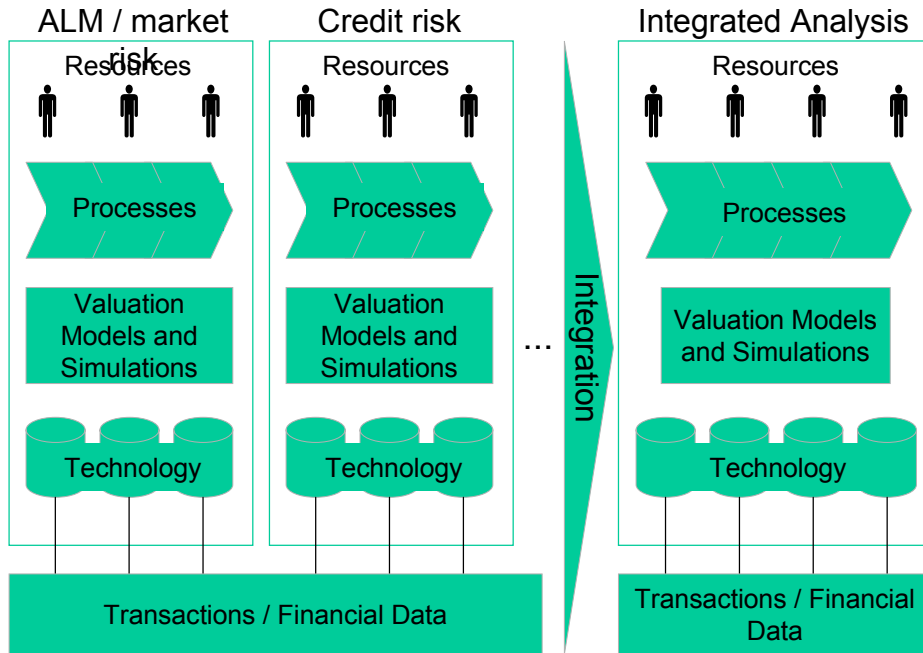 ALM / market
risk
Resources
Processes
Valuation
Models and
Simulations
Technology
Credit risk
Resources
Processes
Valuation
Models and
Simulations
Technology
...
Transactions / Financial Data
Integration
Integrated Analysis
Resources
Processes
Valuation Models
and Simulations
Technology
Transactions / Financial
Data